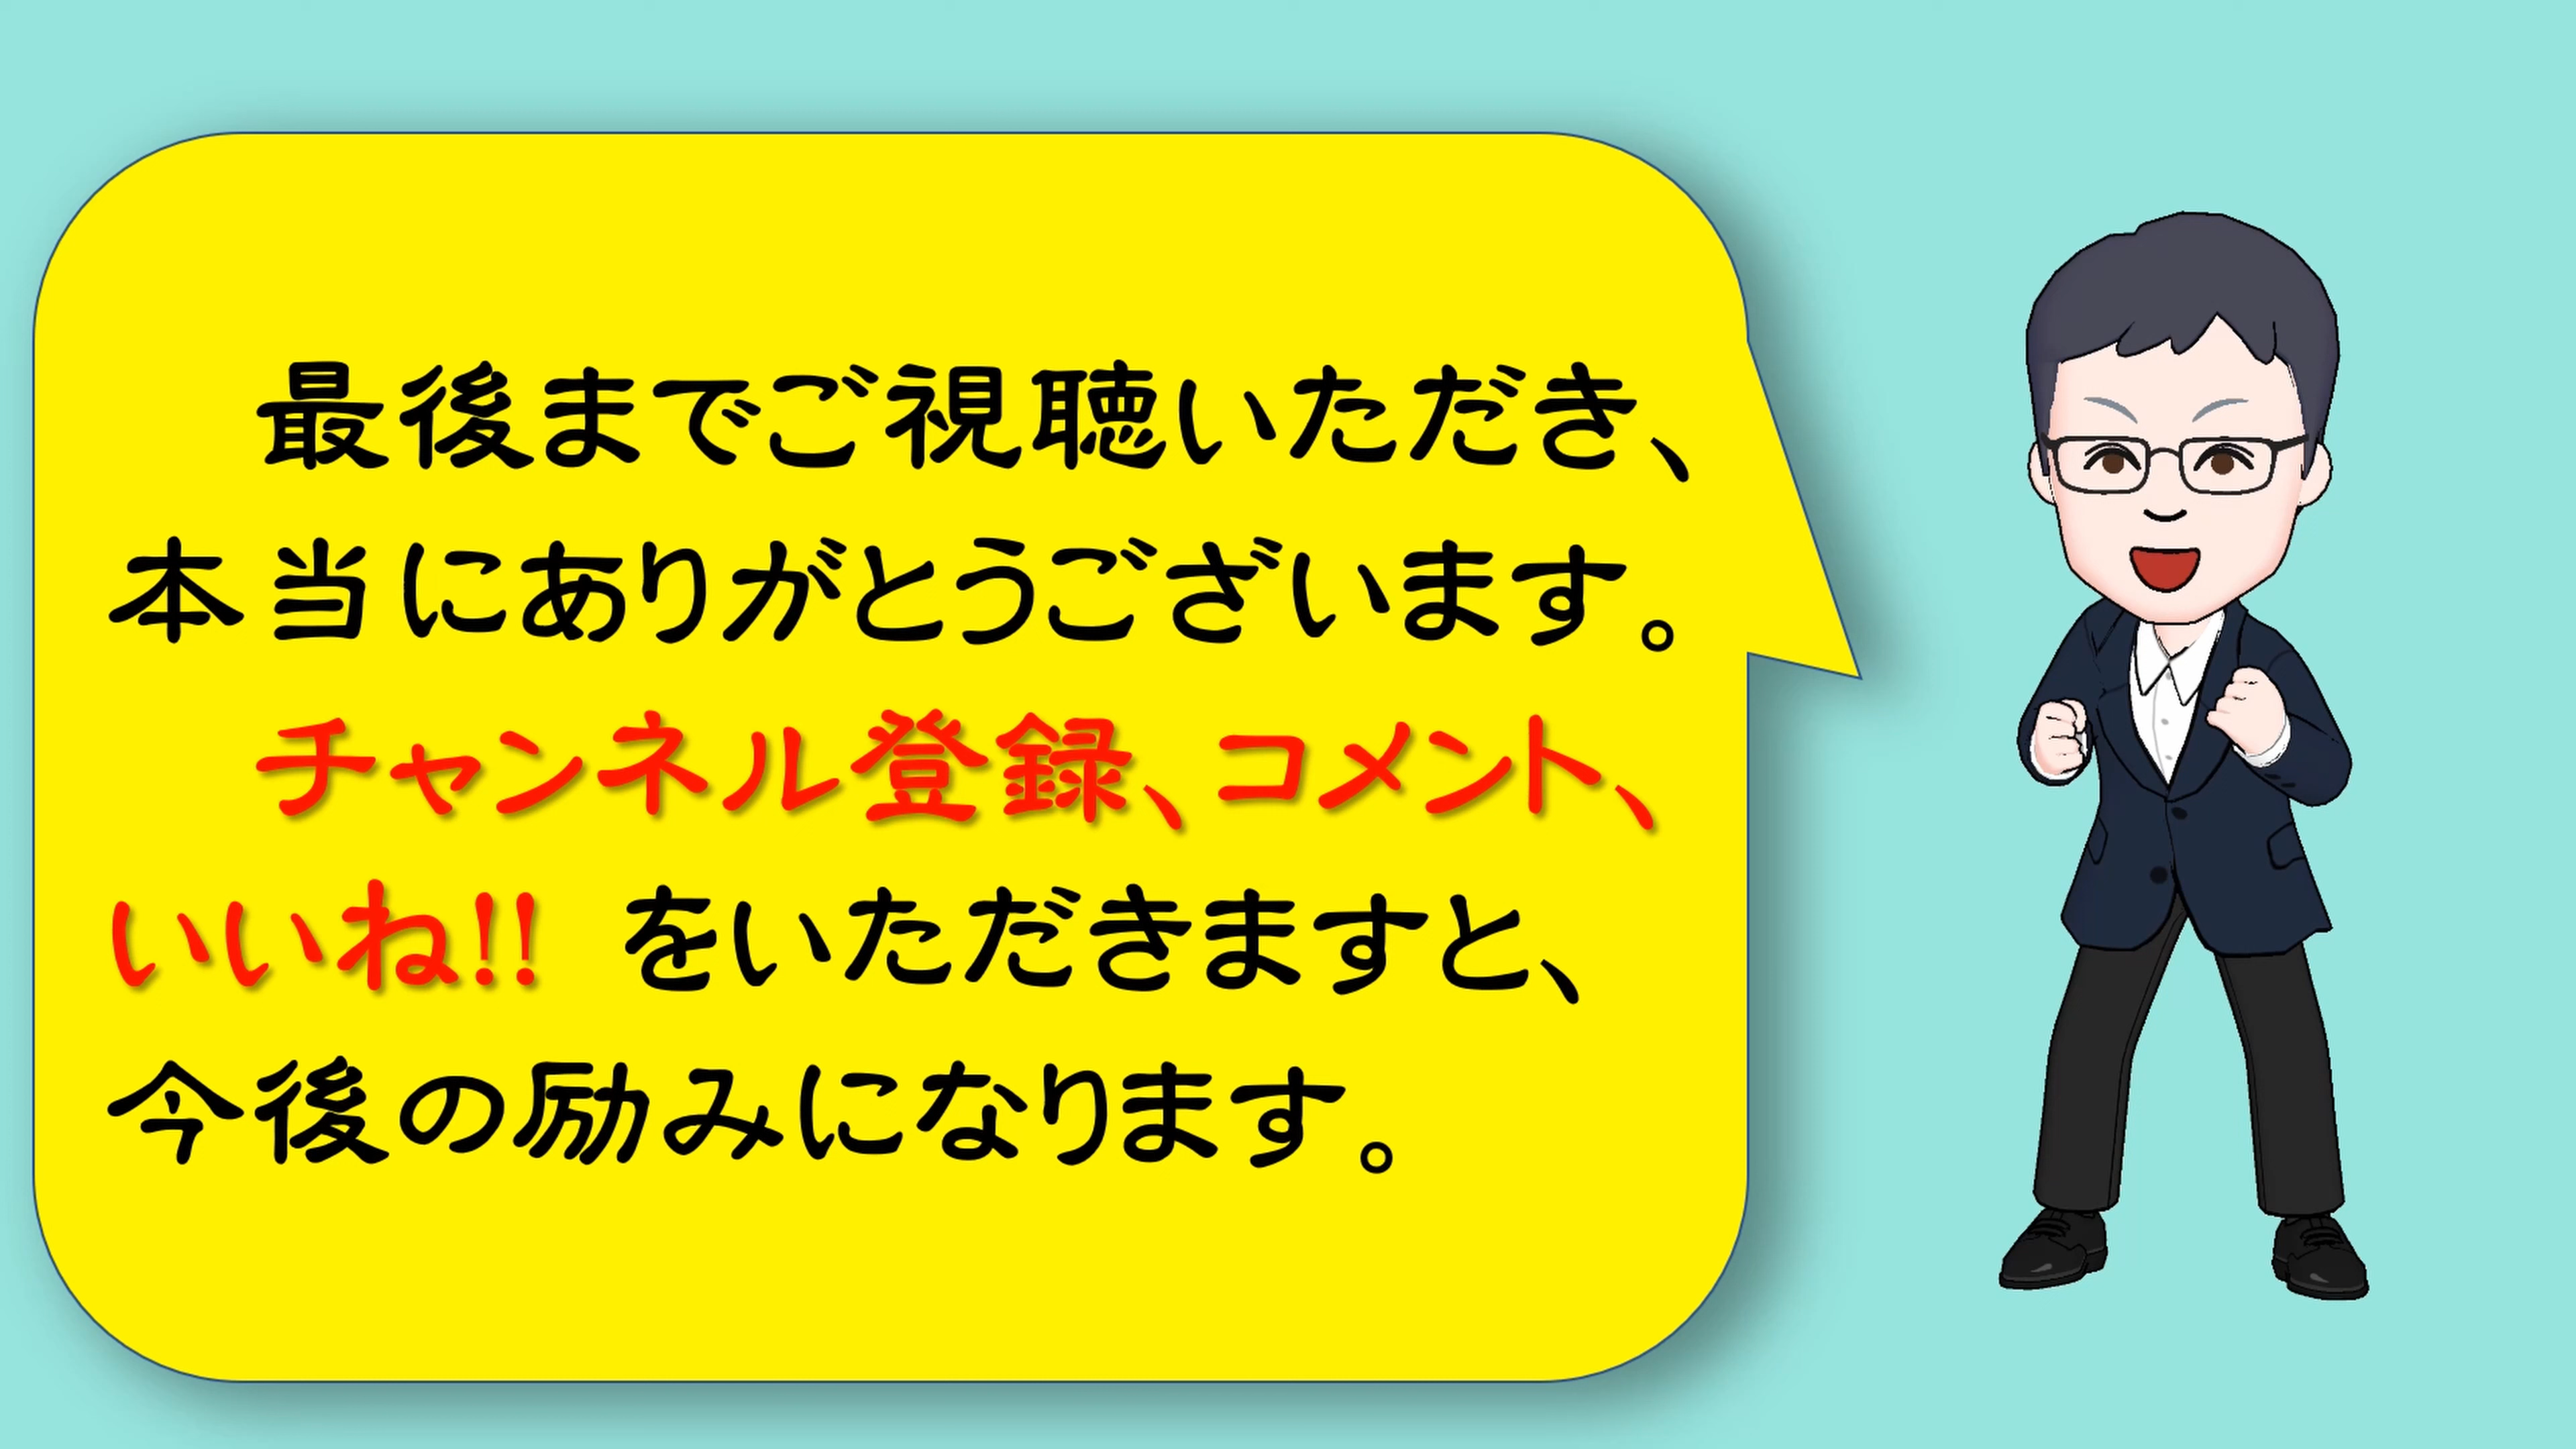 最後までご視聴いただき、
本当にありがとうございます。
チャンネル登録、コメント、
いいね!! をいただきますと、
今後の励みになります。